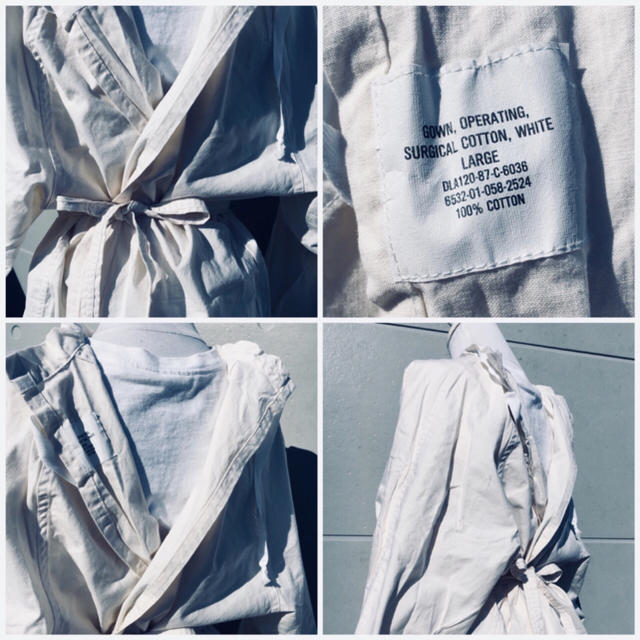 GOWN, OPERATING,
SURGICAL COTTON, WHITE
LARGE
DLA120-87-C-6036
6532-01-058-2524
100% COTTON